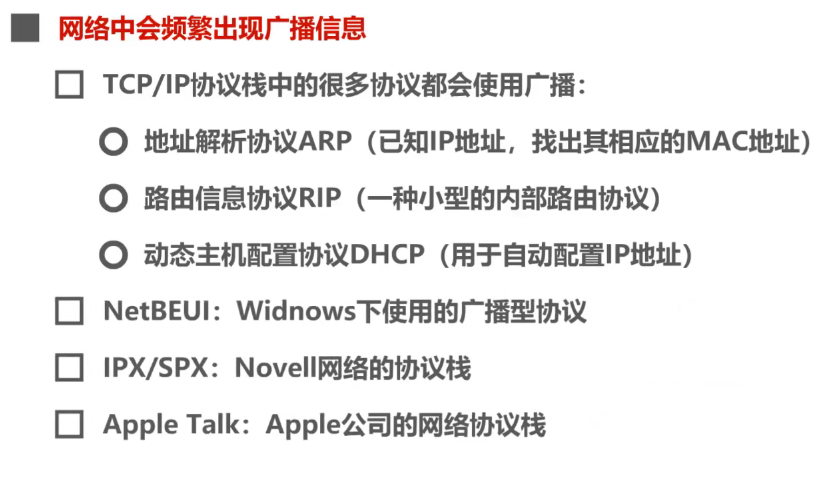 网络中会频繁出现广播信息
TCP/IP协议栈中的很多协议都会使用广播：
地址解析协议ARP（已知IP地址，找出其相应的MAC地址）
路由信息协议RIP（一种小型的内部路由协议）
动态主机配置协议DHCP（用于自动配置IP地址）
NetBEUI：Widnows下使用的广播型协议
IPX/SPX：Novell网络的协议栈
Apple Talk：Apple公司的网络协议栈